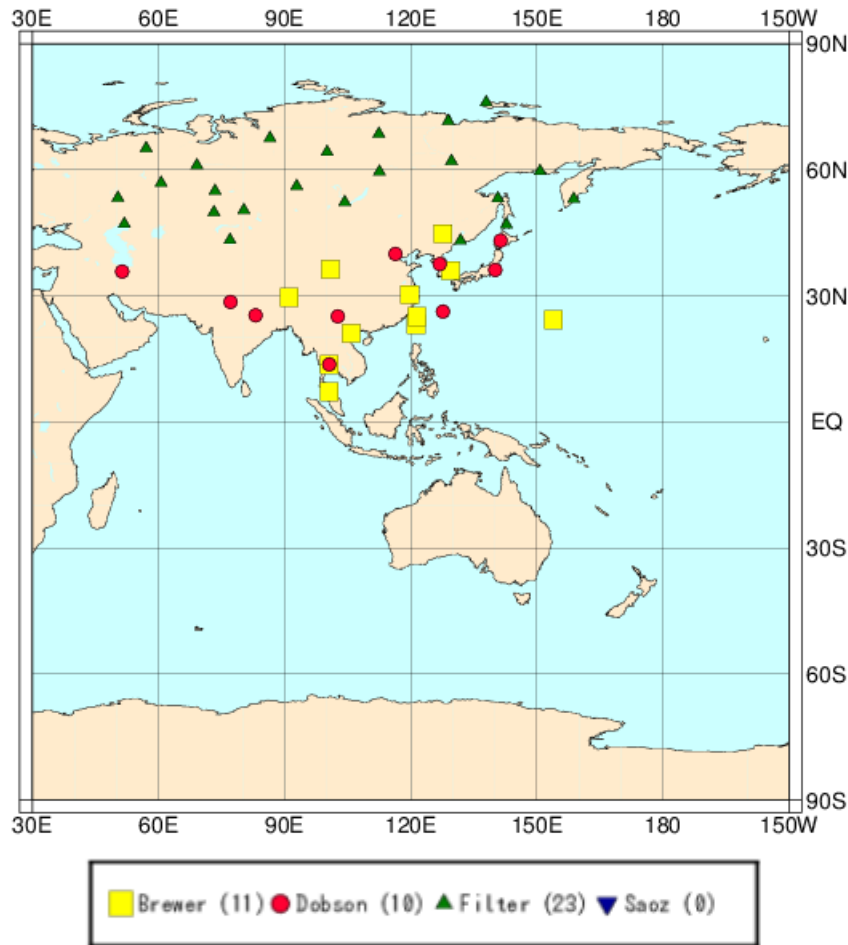 30E 60E 90E 120E 150E 180 150W
90N
60N
30N
EQ
30S
60S
90S
30E 60E 90E 120E 150E 180 150W
Brewer (11) Dobson (10) Filter (23) Saoz (0)